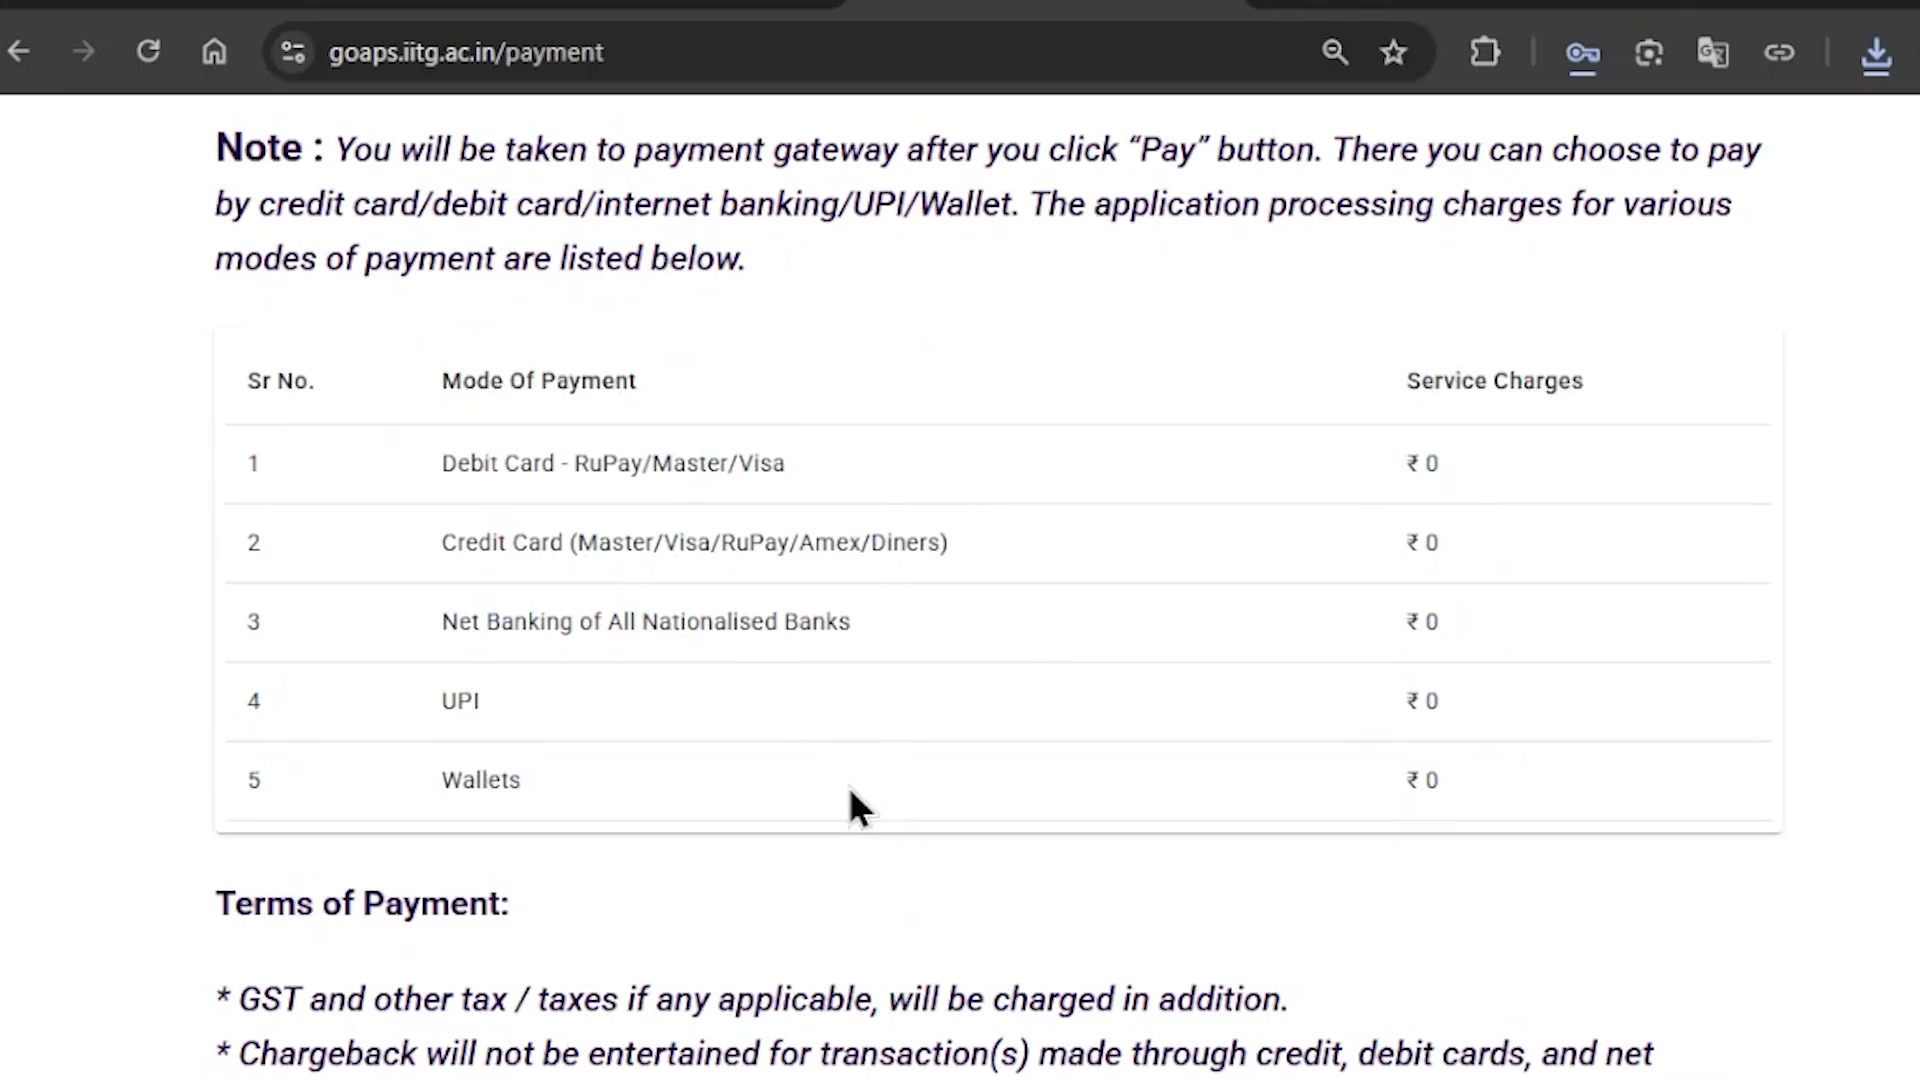 goaps.iitg.ac.in/payment
Note : You will be taken to payment gateway after you click “Pay” button. There you can choose to pay
by credit card/debit card/internet banking/UPI/Wallet. The application processing charges for various
modes of payment are listed below.
Sr No. Mode Of Payment Service Charges
1 Debit Card - RuPay/Master/Visa ₹ 0
2 Credit Card (Master/Visa/RuPay/Amex/Diners) ₹ 0
3 Net Banking of All Nationalised Banks ₹ 0
4 UPI ₹ 0
5 Wallets ₹ 0
Terms of Payment:
* GST and other tax / taxes if any applicable, will be charged in addition.
* Chargeback will not be entertained for transaction(s) made through credit, debit cards, and net